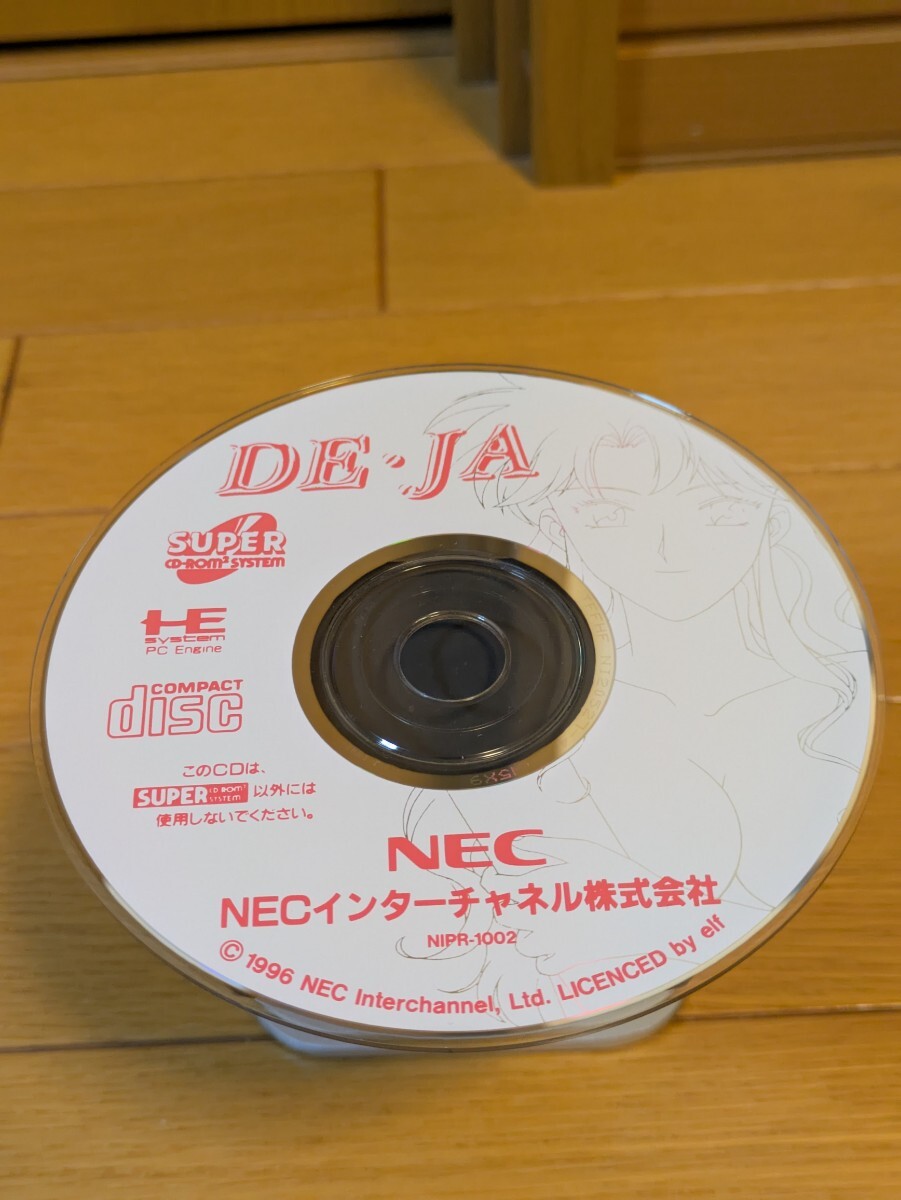 DE・JA
SUPER
CD-ROM² SYSTEM
HE
system
PC Engine
COMPACT
disc
このCDは、
SUPER CD-ROM² SYSTEM 以外には
使用しないでください。
NEC
NECインターチャネル株式会社
NIPR-1002
© 1996 NEC Interchannel, Ltd. LICENCED by elf